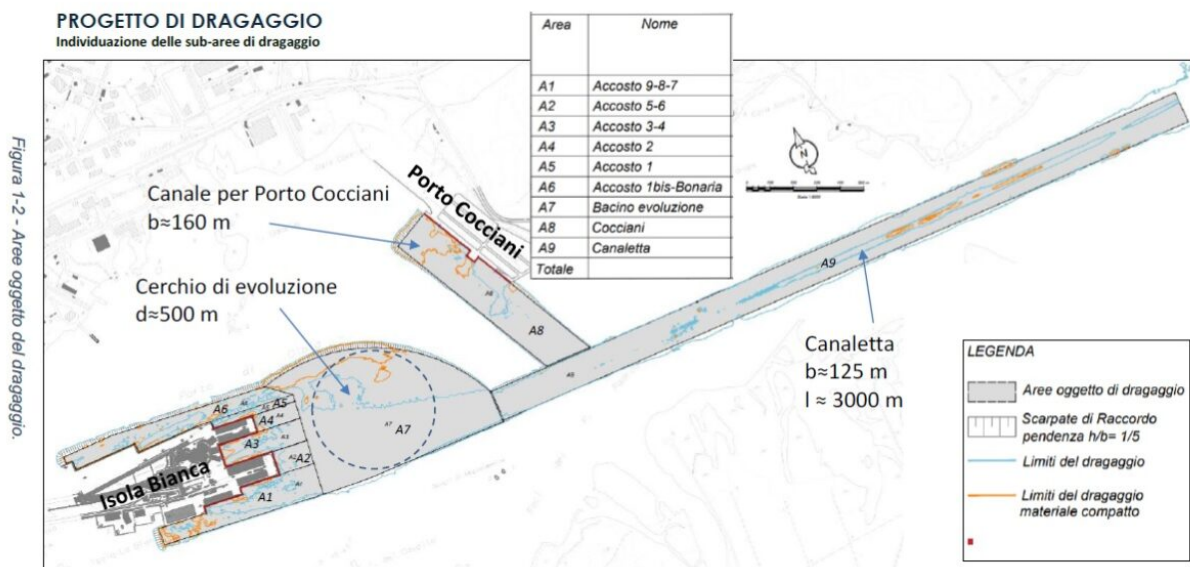 PROGETTO DI DRAGAGGIO
Individuazione delle sub-aree di dragaggio
Figura 1-2 - Aree oggetto del dragaggio.
Area Nome
A1 Accosto 9-8-7
A2 Accosto 5-6
A3 Accosto 3-4
A4 Accosto 2
A5 Accosto 1
A6 Accosto 1bis-Bonaria
A7 Bacino evoluzione
A8 Cocciani
A9 Canaletta
Totale
Canale per Porto Cocciani
b≈160 m
Porto Cocciani
N
Cerchio di evoluzione
d≈500 m
A8
A9
Canaletta
b≈125 m
l ≈ 3000 m
A6
A5
A4
A3
A2
A1
A7
Isola Bianca
LEGENDA
Aree oggetto di dragaggio
Scarpate di Raccordo
pendenza h/b= 1/5
Limiti del dragaggio
Limiti del dragaggio
materiale compatto